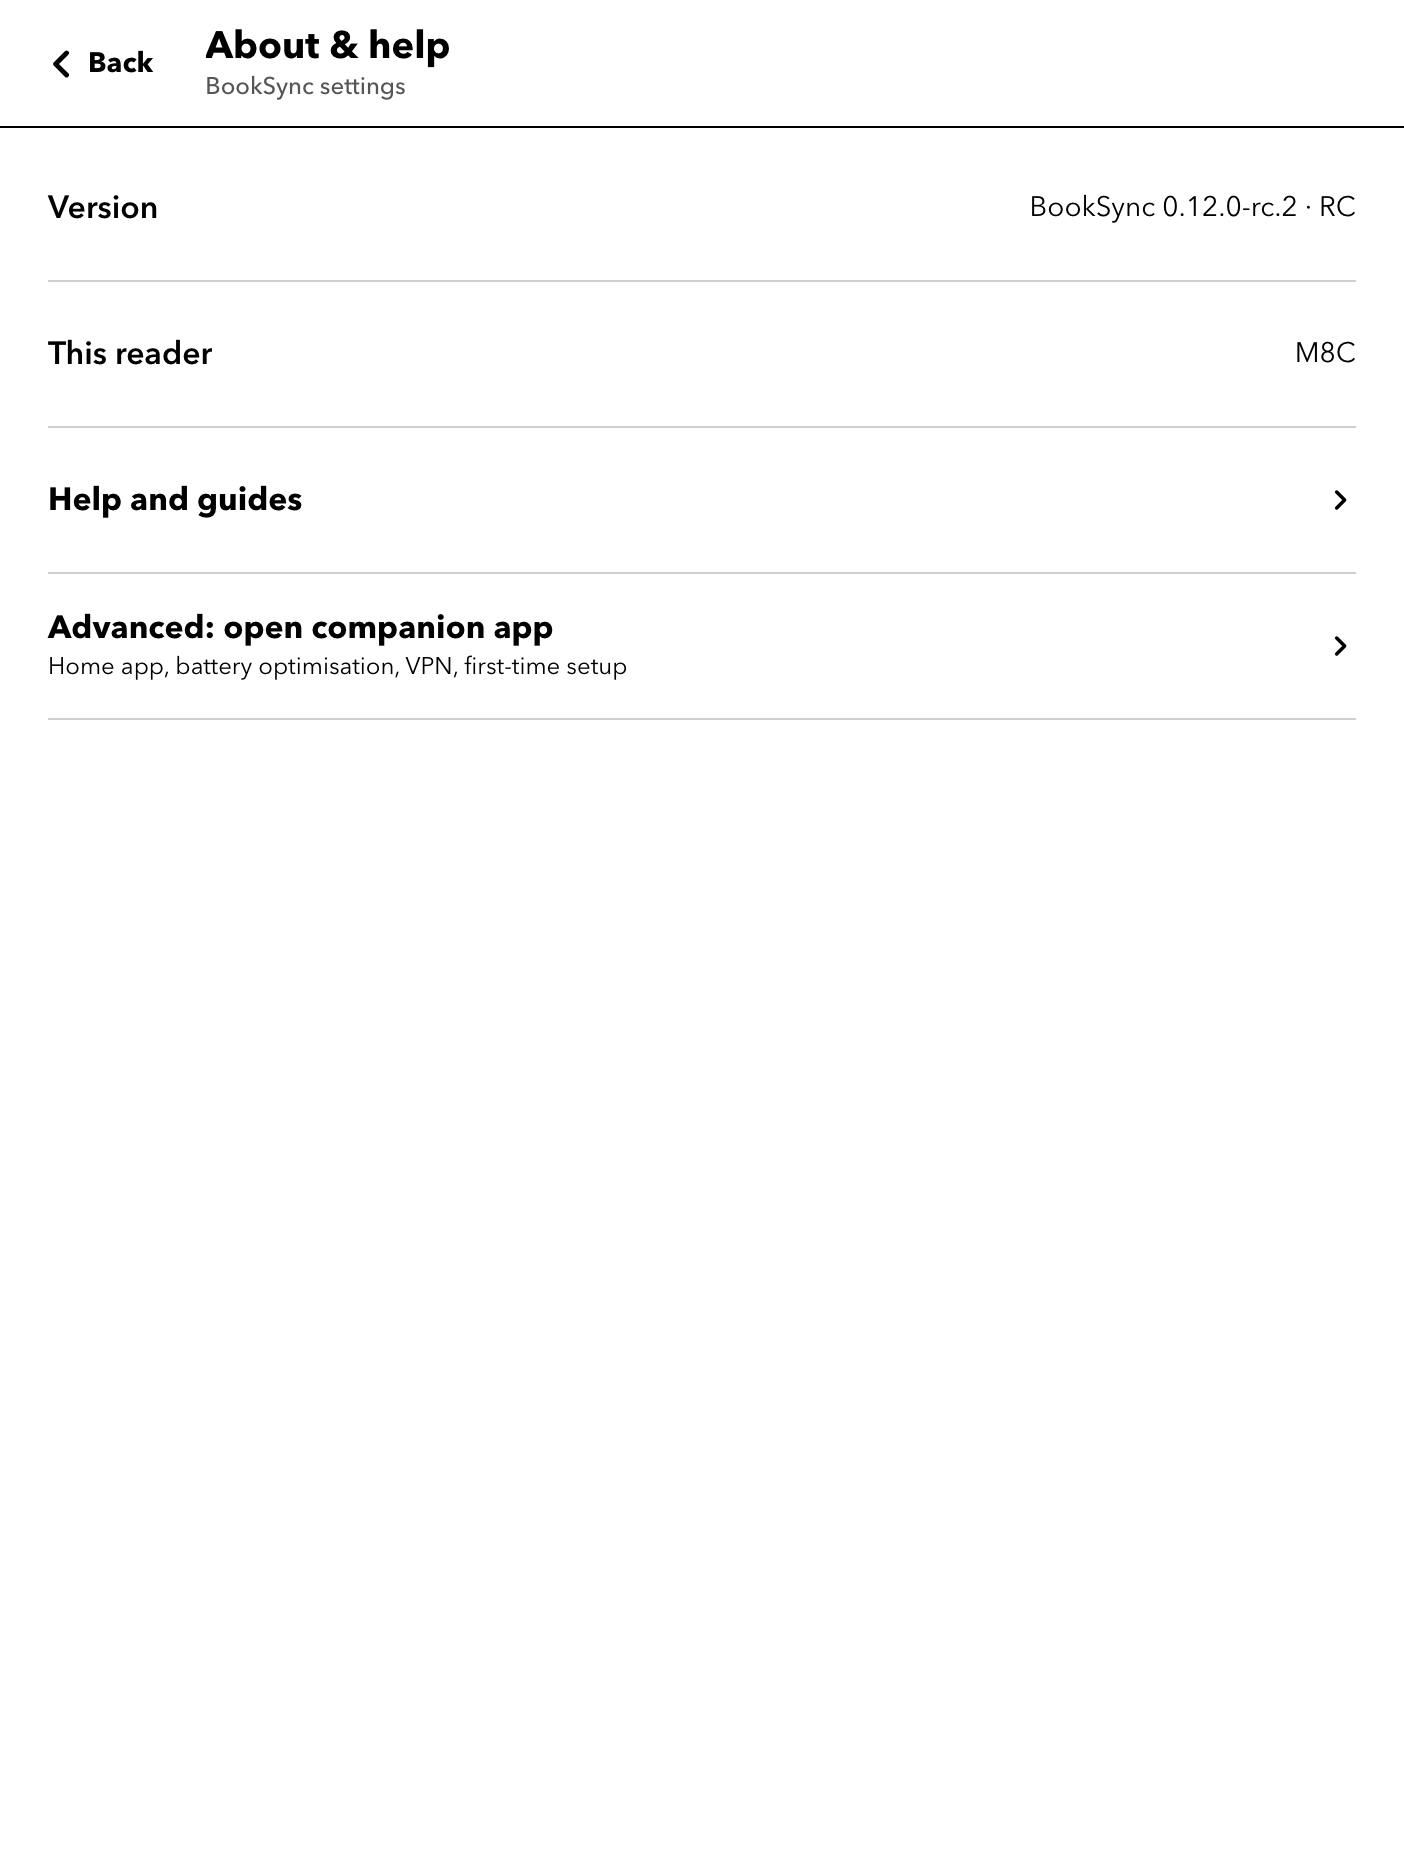 Back
About & help
BookSync settings
Version
BookSync 0.12.0-rc.2 · RC
This reader
M8C
Help and guides
Advanced: open companion app
Home app, battery optimisation, VPN, first-time setup